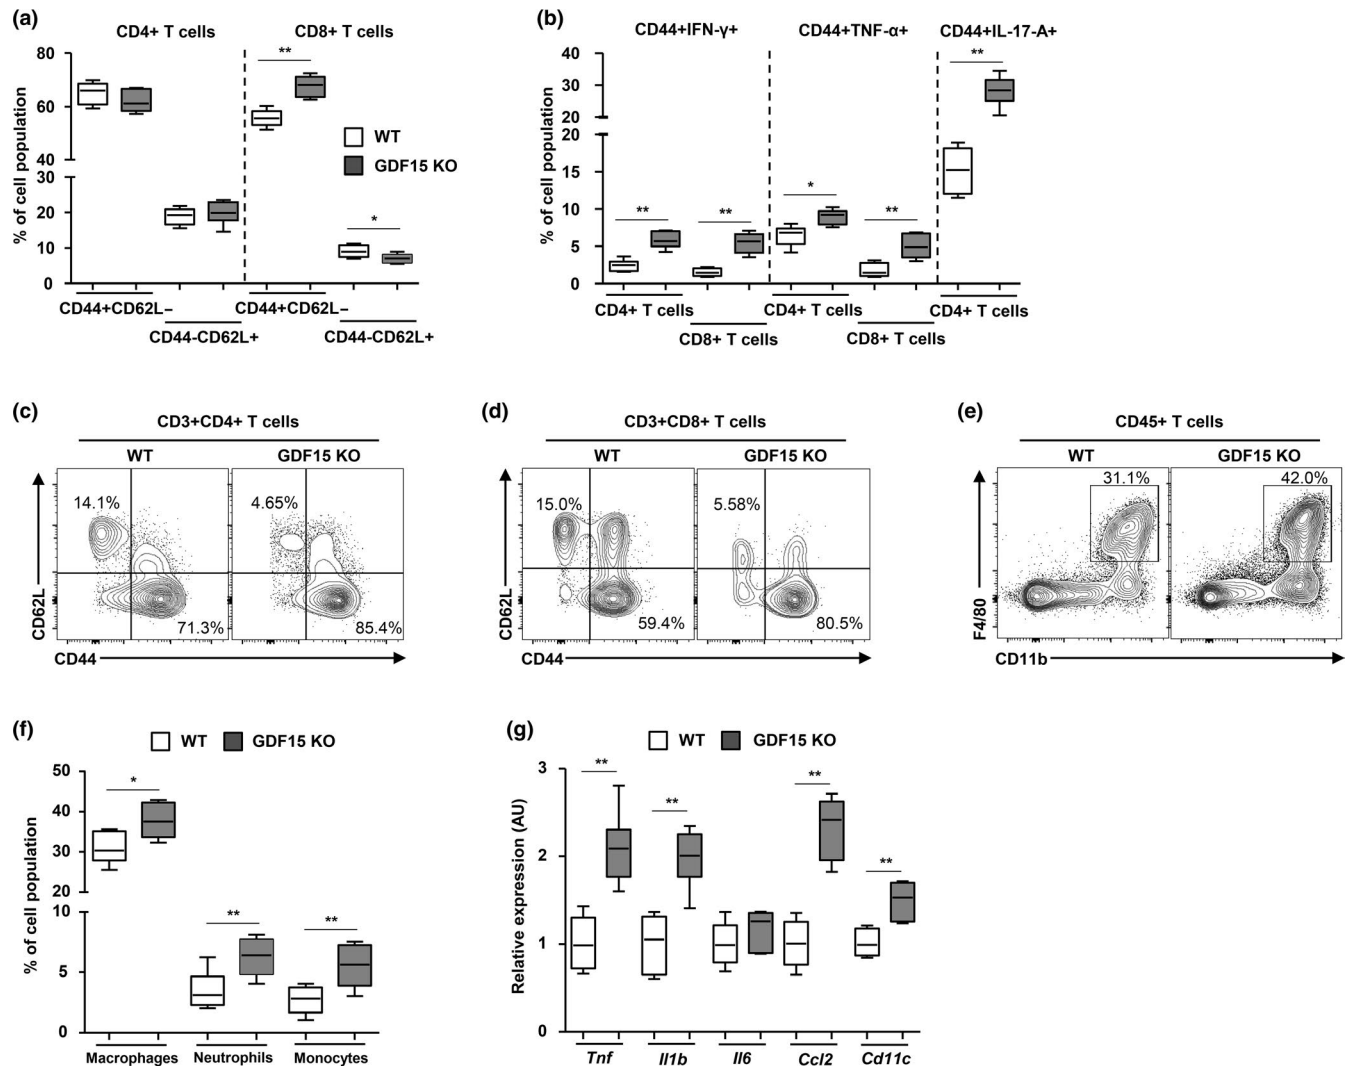 (a)
CD4+ T cells
CD8+ T cells
% of cell population
80
60
40
30
20
10
0
**
*
WT
GDF15 KO
CD44+CD62L–
CD44-CD62L+
CD44+CD62L–
CD44-CD62L+
(b)
CD44+IFN-γ+
CD44+TNF-α+
CD44+IL-17-A+
% of cell population
40
30
20
20
15
10
5
0
**
**
*
**
**
CD4+ T cells
CD8+ T cells
CD4+ T cells
CD8+ T cells
CD4+ T cells
(c)
CD3+CD4+ T cells
WT
GDF15 KO
14.1%
4.65%
71.3%
85.4%
CD62L
CD44
(d)
CD3+CD8+ T cells
WT
GDF15 KO
15.0%
5.58%
59.4%
80.5%
CD62L
CD44
(e)
CD45+ T cells
WT
GDF15 KO
31.1%
42.0%
F4/80
CD11b
(f)
WT
GDF15 KO
% of cell population
50
40
30
20
10
5
0
*
**
**
Macrophages
Neutrophils
Monocytes
(g)
WT
GDF15 KO
Relative expression (AU)
3
2
1
0
**
**
**
**
Tnf
Il1b
Il6
Ccl2
Cd11c